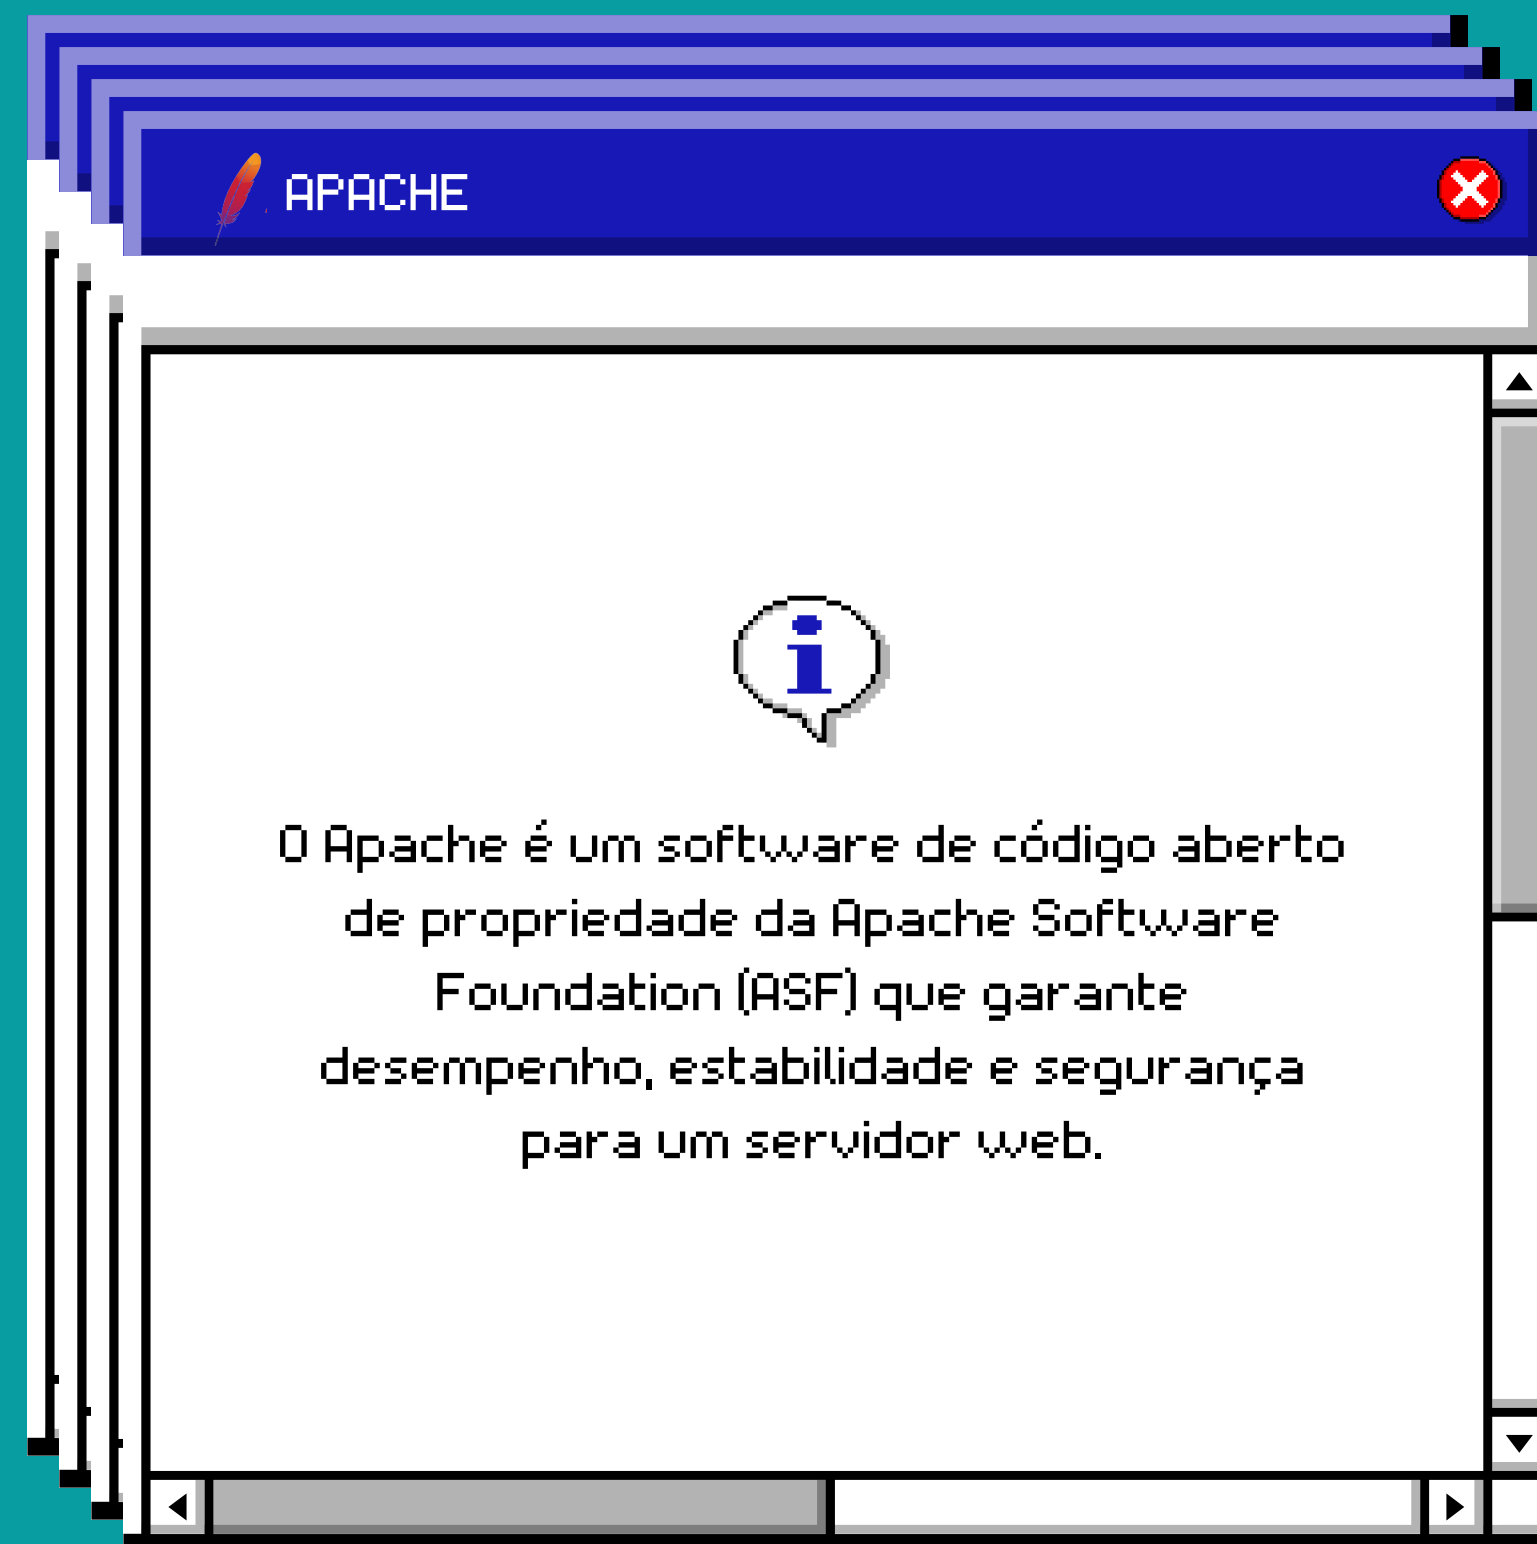 APACHE
i
O Apache é um software de código aberto
de propriedade da Apache Software
Foundation (ASF) que garante
desempenho, estabilidade e segurança
para um servidor web.